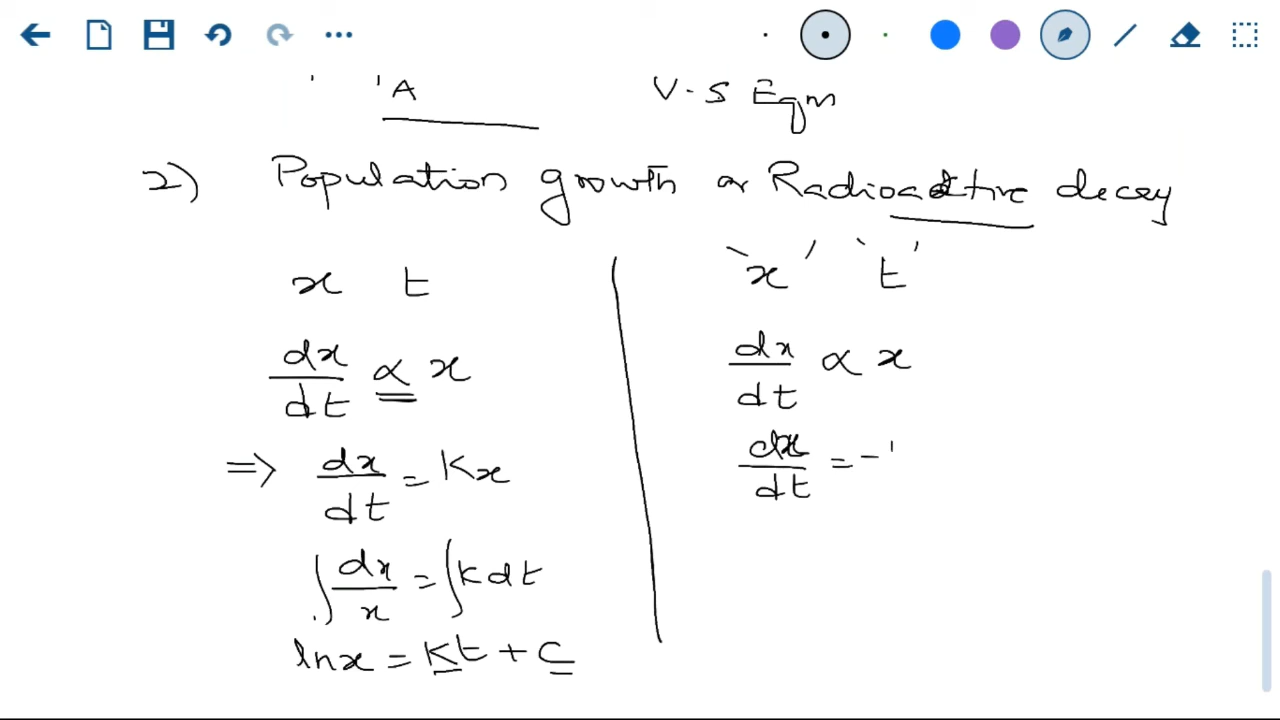 'A
V-S Eqn
2) Population growth or Radioactive decay
x t
dx/dt ∝ x
=> dx/dt = Kx
∫ dx/x = ∫ K dt
ln x = Kt + C
'x' 't'
dx/dt ∝ x
dx/dt = -